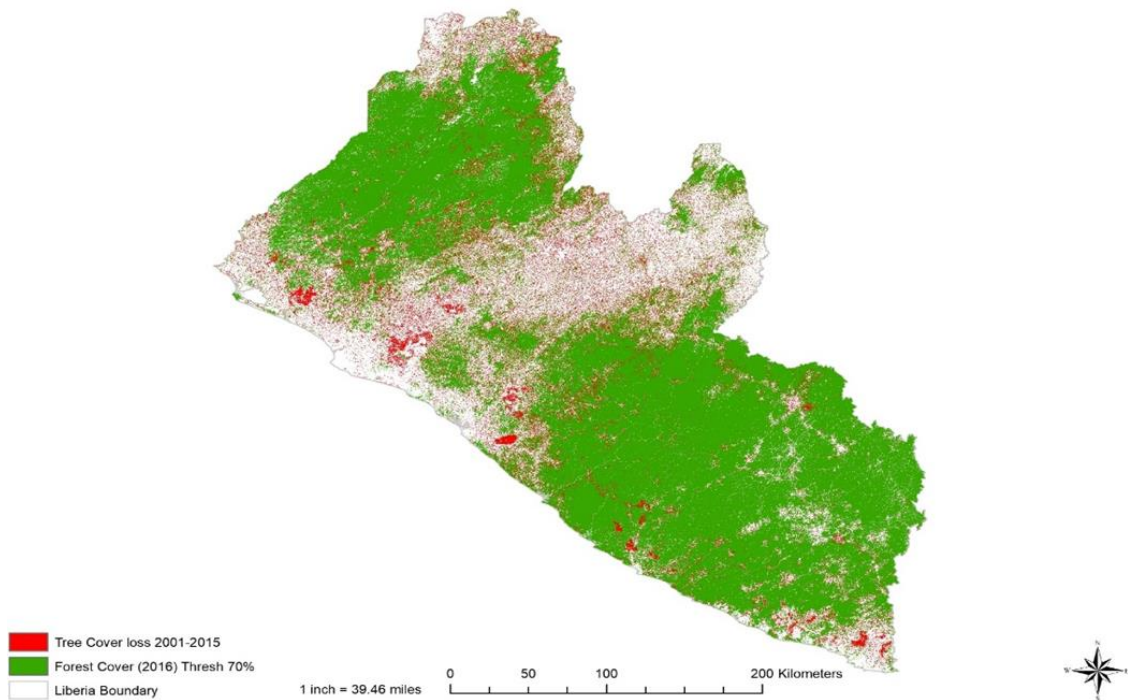 Tree Cover loss 2001-2015
Forest Cover (2016) Thresh 70%
Liberia Boundary
1 inch = 39.46 miles
0 50 100 200 Kilometers
N
W E
S